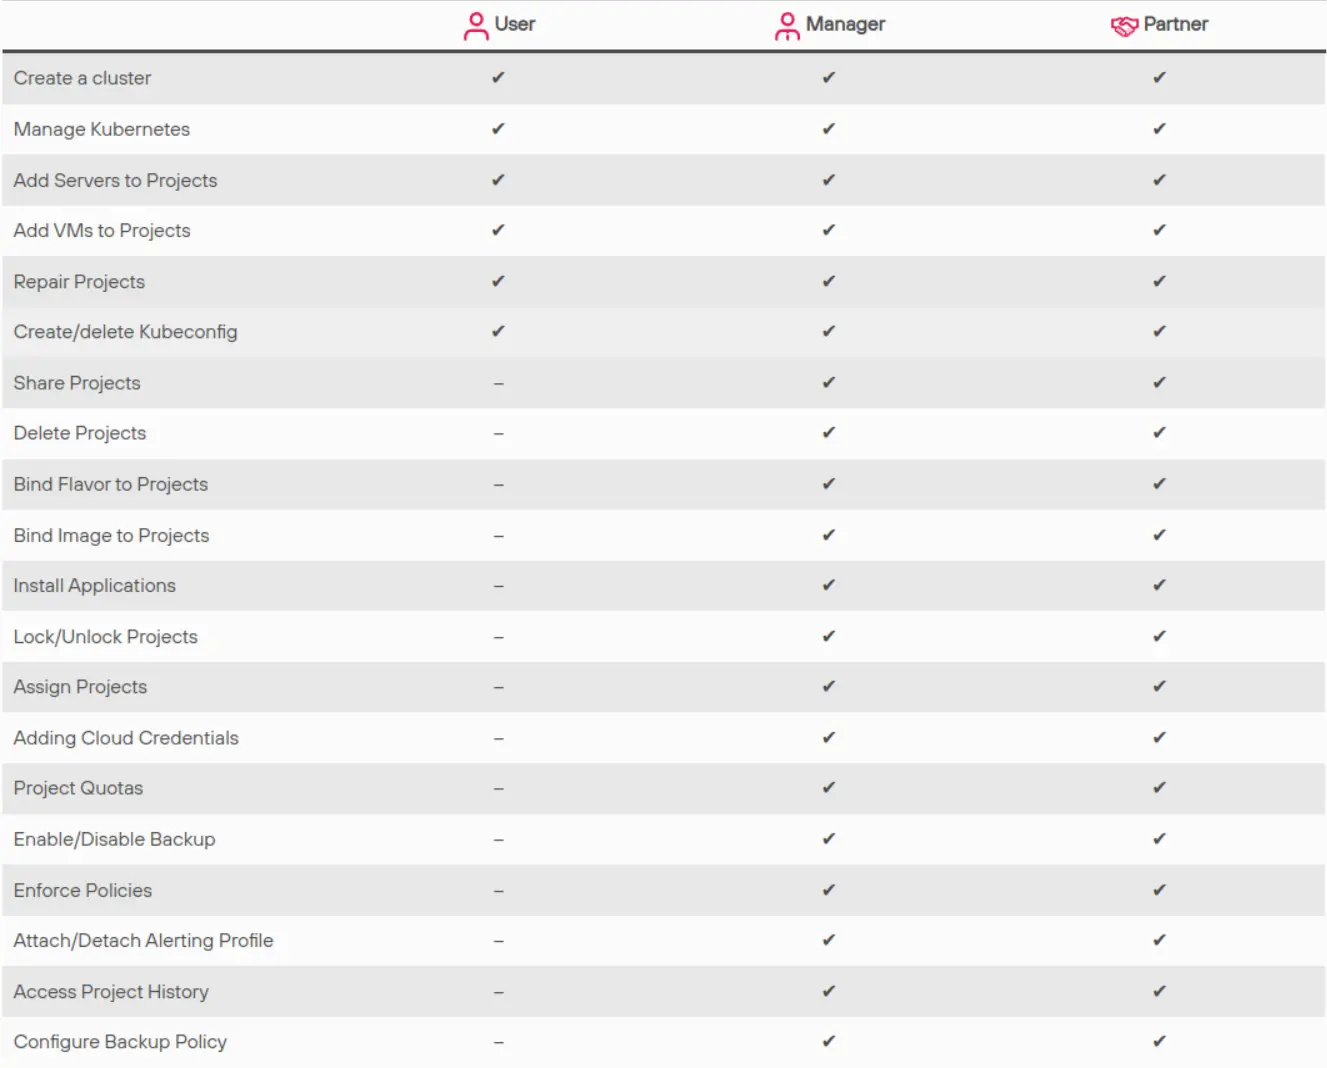 User Manager Partner
Create a cluster ✔ ✔ ✔
Manage Kubernetes ✔ ✔ ✔
Add Servers to Projects ✔ ✔ ✔
Add VMs to Projects ✔ ✔ ✔
Repair Projects ✔ ✔ ✔
Create/delete Kubeconfig ✔ ✔ ✔
Share Projects – ✔ ✔
Delete Projects – ✔ ✔
Bind Flavor to Projects – ✔ ✔
Bind Image to Projects – ✔ ✔
Install Applications – ✔ ✔
Lock/Unlock Projects – ✔ ✔
Assign Projects – ✔ ✔
Adding Cloud Credentials – ✔ ✔
Project Quotas – ✔ ✔
Enable/Disable Backup – ✔ ✔
Enforce Policies – ✔ ✔
Attach/Detach Alerting Profile – ✔ ✔
Access Project History – ✔ ✔
Configure Backup Policy – ✔ ✔